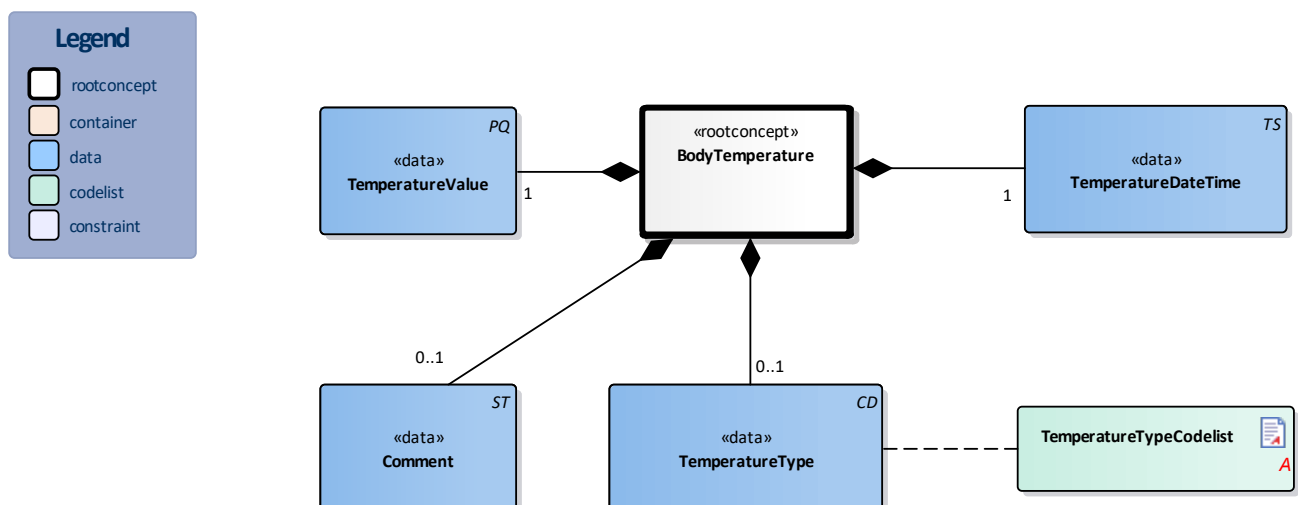 Legend
rootconcept
container
data
codelist
constraint
PQ
«data»
TemperatureValue
1
«rootconcept»
BodyTemperature
TS
«data»
TemperatureDateTime
1
0..1
0..1
ST
«data»
Comment
CD
«data»
TemperatureType
TemperatureTypeCodelist
A